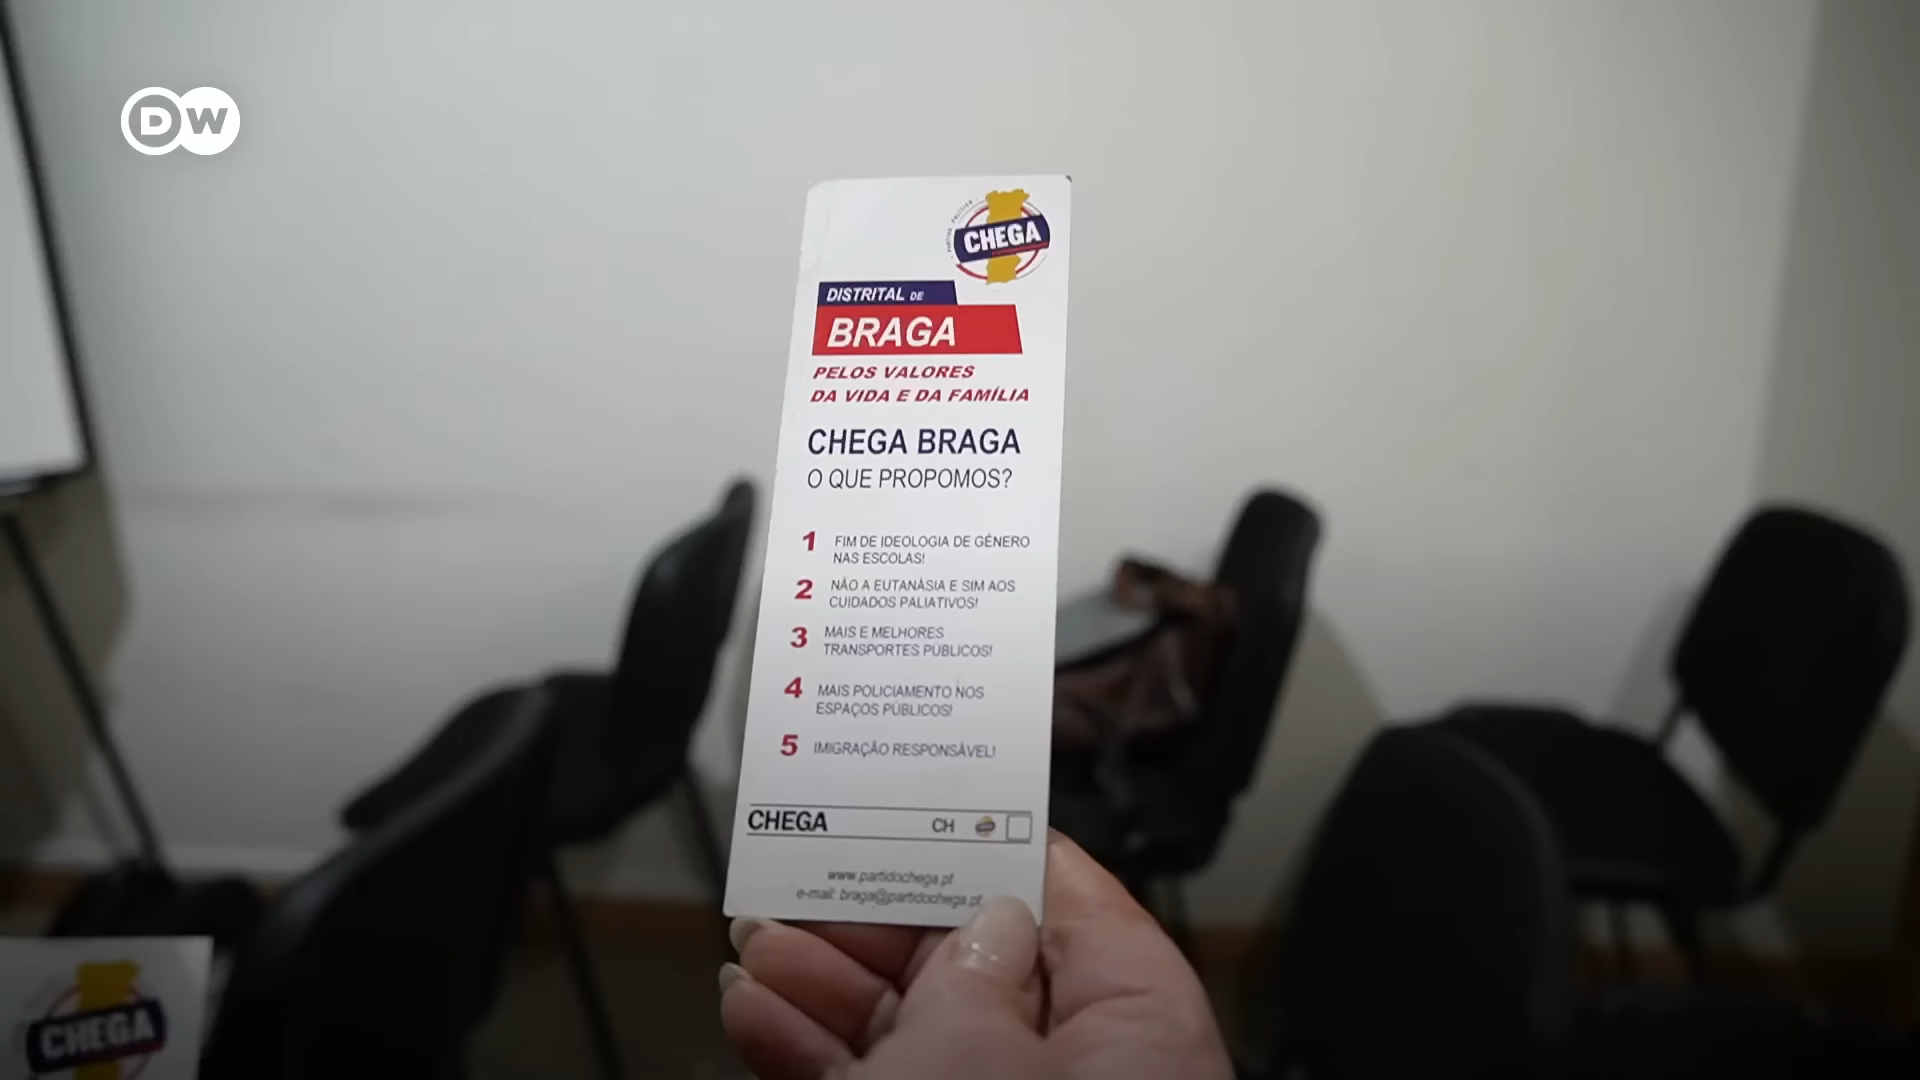 DW
CHEGA
DISTRITAL DE
BRAGA
PELOS VALORES
DA VIDA E DA FAMÍLIA
CHEGA BRAGA
O QUE PROPOMOS?
1 FIM DE IDEOLOGIA DE GÉNERO
NAS ESCOLAS!
2 NÃO A EUTANÁSIA E SIM AOS
CUIDADOS PALIATIVOS!
3 MAIS E MELHORES
TRANSPORTES PÚBLICOS!
4 MAIS POLICIAMENTO NOS
ESPAÇOS PÚBLICOS!
5 IMIGRAÇÃO RESPONSÁVEL!
CHEGA CH
www.partidochega.pt
e-mail: braga@partidochega.pt
CHEGA